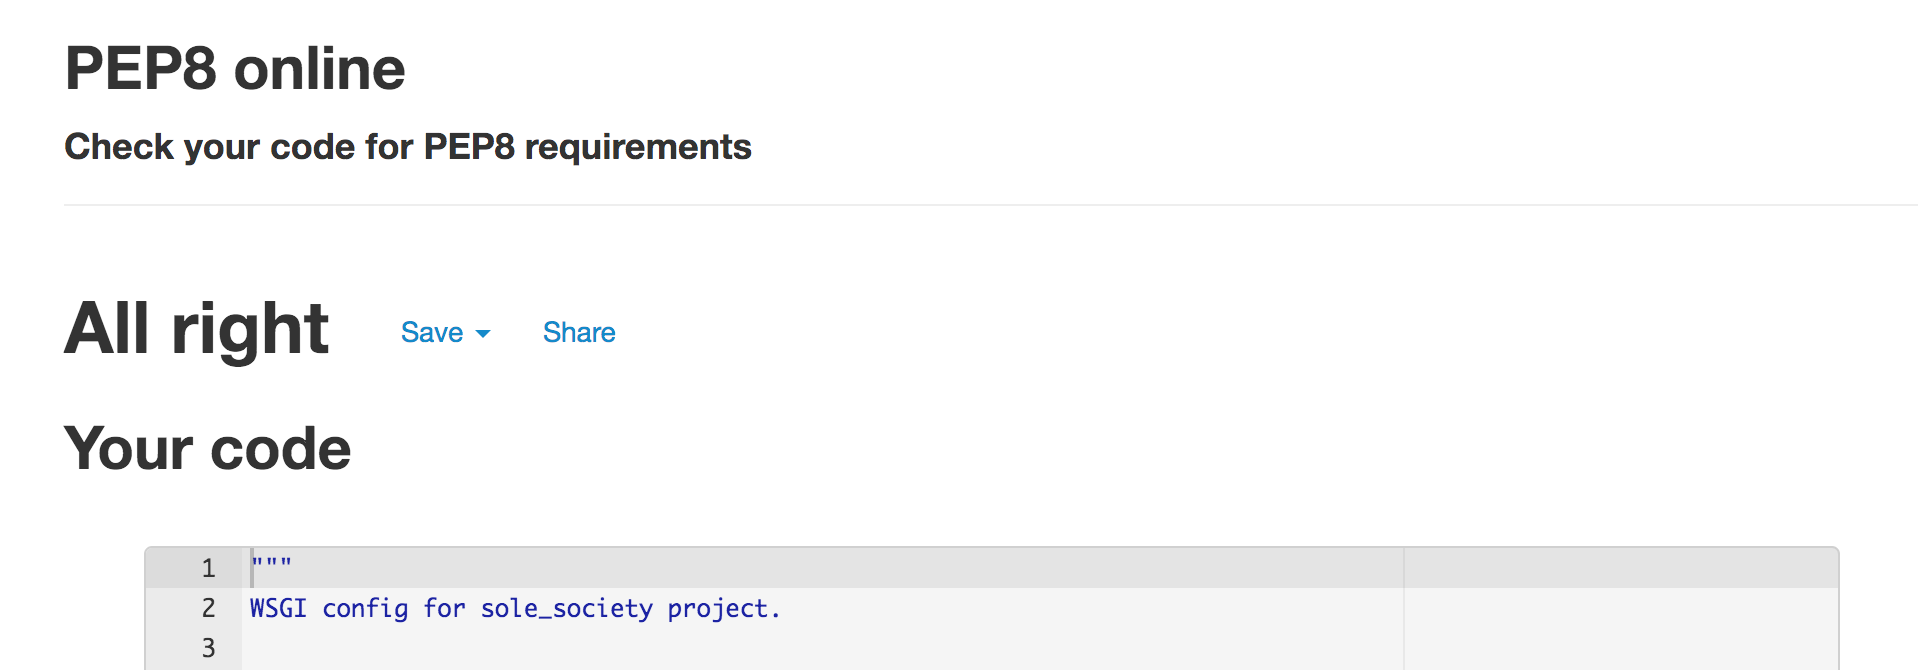 PEP8 online
Check your code for PEP8 requirements
All right Save Share
Your code
1 """
2 WSGI config for sole_society project.
3